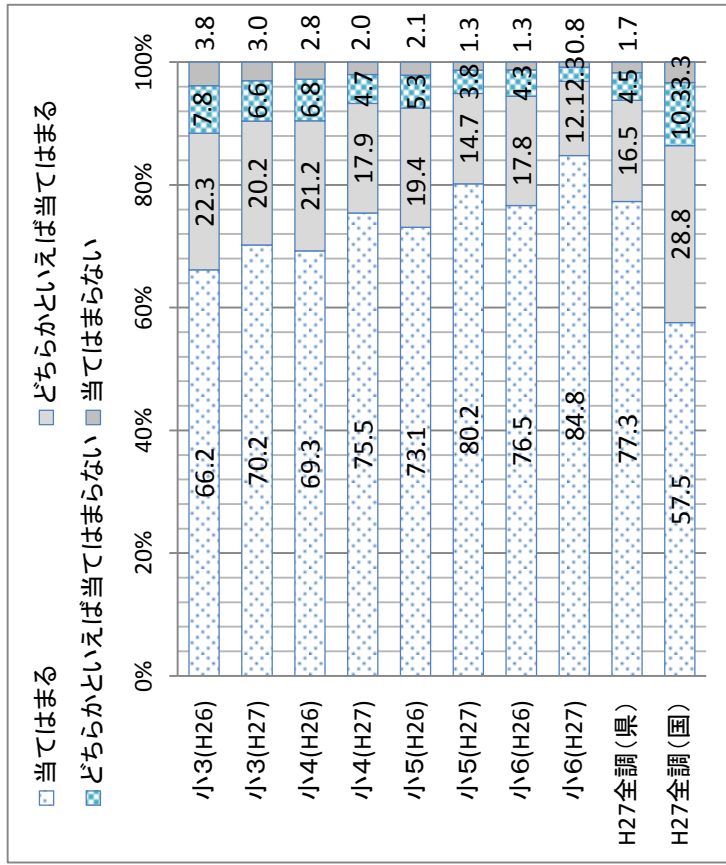 当てはまる
どちらかといえば当てはまる
どちらかといえば当てはまらない
当てはまらない
0% 20% 40% 60% 80% 100%
小3(H26) 66.2 22.3 7.8 3.8
小3(H27) 70.2 20.2 6.6 3.0
小4(H26) 69.3 21.2 6.8 2.8
小4(H27) 75.5 17.9 4.7 2.0
小5(H26) 73.1 19.4 5.3 2.1
小5(H27) 80.2 14.7 3.8 1.3
小6(H26) 76.5 17.8 4.3 1.3
小6(H27) 84.8 12.1 2.3 0.8
H27全調(県) 77.3 16.5 4.5 1.7
H27全調(国) 57.5 28.8 10.3 3.3